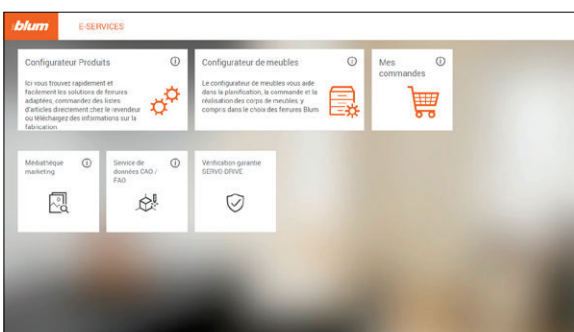 blum
E-SERVICES
Configurateur Produits
Ici vous trouvez rapidement et
facilement les solutions de ferrures
adaptées, commandez des listes
d'articles directement chez le revendeur
ou téléchargez des informations sur la
fabrication
Configurateur de meubles
Le configurateur de meubles vous aide
dans la planification, la commande et la
réalisation des corps de meubles, y
compris dans le choix des ferrures Blum
Mes
commandes
Médiathèque
marketing
Service de
données CAO /
FAO
Vérification garantie
SERVO-DRIVE